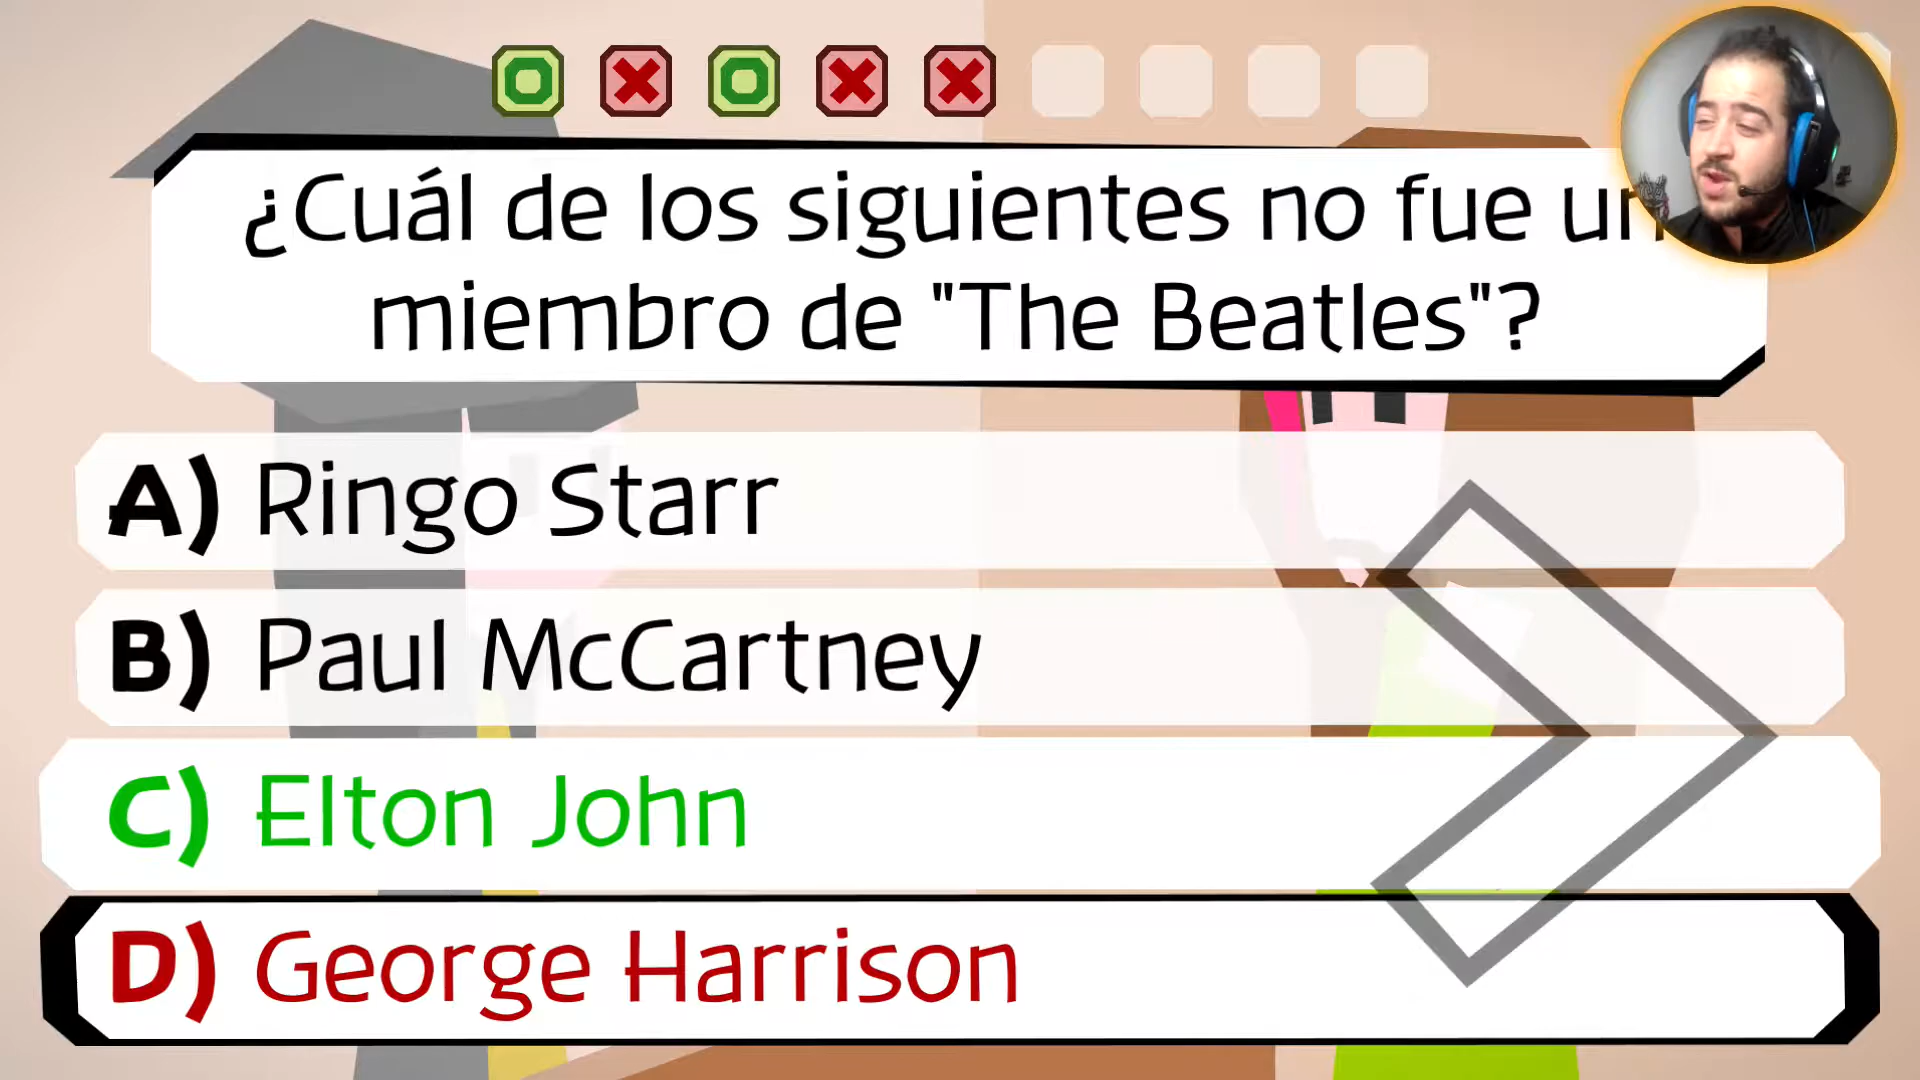 ¿Cuál de los siguientes no fue un
miembro de "The Beatles"?
A) Ringo Starr
B) Paul McCartney
C) Elton John
D) George Harrison